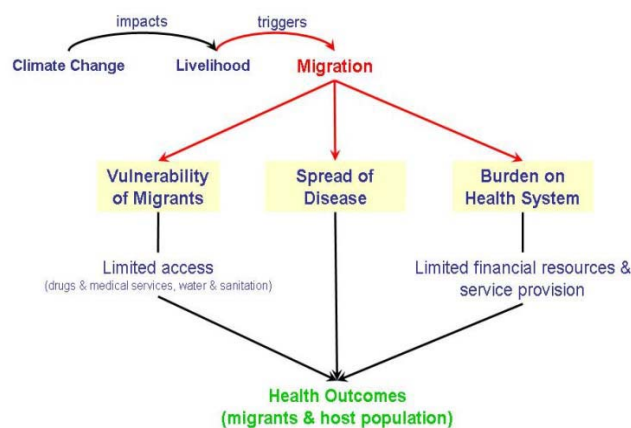 impacts
triggers
Climate Change
Livelihood
Migration
Vulnerability
of Migrants
Spread of
Disease
Burden on
Health System
Limited access
(drugs & medical services, water & sanitation)
Limited financial resources &
service provision
Health Outcomes
(migrants & host population)